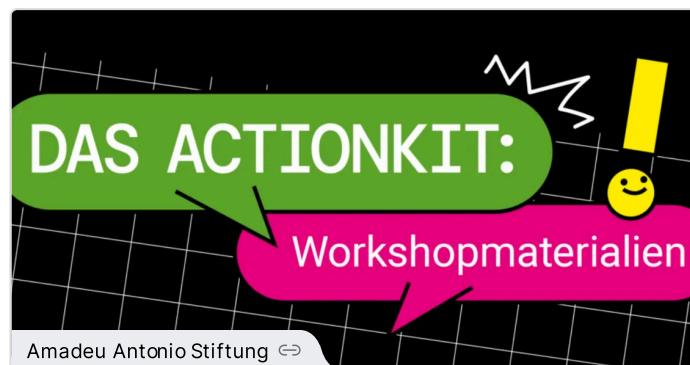 DAS ACTIONKIT:
Workshopmaterialien
Amadeu Antonio Stiftung